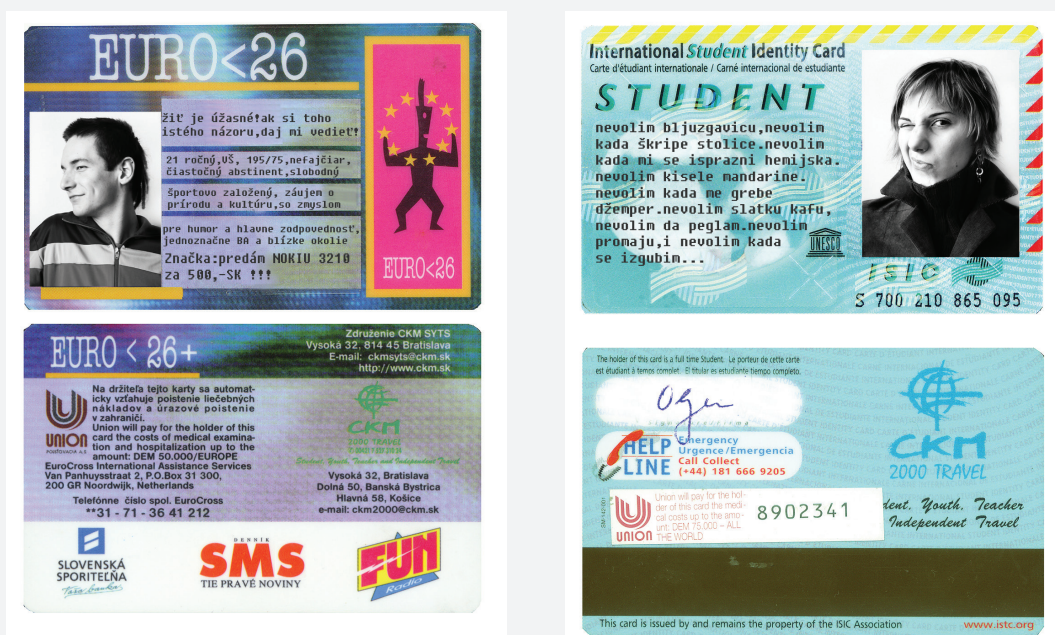 EURO<26
žiť je úžasné!ak si toho
istého názoru,daj mi vedieť!
21 ročný,VŠ, 195/75,nefajčiar,
čiastočný abstinent,slobodný
športovo založený, záujem o
prírodu a kultúru,so zmyslom
pre humor a hlavne zodpovednosť,
jednoznačne BA a blízke okolie
Značka:predám NOKIU 3210
za 500,-SK !!!
EURO<26
EURO < 26+
Združenie CKM SYTS
Vysoká 32, 814 45 Bratislava
E-mail: ckmsyts@ckm.sk
http://www.ckm.sk
UNION
POISŤOVACIA A.S.
Na držiteľa tejto karty sa automat-
icky vzťahuje poistenie liečebných
nákladov a úrazové poistenie
v zahraničí.
Union will pay for the holder of this
card the costs of medical examina-
tion and hospitalization up to the
amount: DEM 50.000/EUROPE
EuroCross International Assistance Services
Van Panhuysstraat 2, P.O.Box 31 300,
200 GR Noordwijk, Netherlands
Telefónne číslo spol. EuroCross
**31 - 71 - 36 41 212
CKM
2000 TRAVEL
Student, Youth, Teacher and Independent Travel
Vysoká 32, Bratislava
Dolná 50, Banská Bystrica
Hlavná 58, Košice
e-mail: ckm2000@ckm.sk
SLOVENSKÁ
SPORITEĽŇA
Vaša banka
DENNÍK
SMS
TIE PRAVÉ NOVINY
FUN
Radio
International Student Identity Card
Carte d'étudiant internationale / Carné internacional de estudiante
STUDENT
nevolim bljuzgavicu,nevolim
kada škripe stolice.nevolim
kada mi se isprazni hemijska.
nevolim kisele mandarine.
nevolim kada me grebe
džemper.nevolim slatku kafu,
nevolim da peglam.nevolim
promaju,i nevolim kada
se izgubim...
UNESCO
ISIC
S 700 210 865 095
The holder of this card is a full time Student. Le porteur de cette carte
est étudiant à temps complet. El titular es estudiante tiempo completo.
HELP
LINE
Emergency
Urgence/Emergencia
Call Collect
(+44) 181 666 9205
UNION
Union will pay for the hol-
der of this card the medi-
cal costs up to the amo-
unt: DEM 75.000 – ALL
THE WORLD
8902341
CKM
2000 TRAVEL
dent, Youth, Teacher
Independent Travel
This card is issued by and remains the property of the ISIC Association
www.istc.org